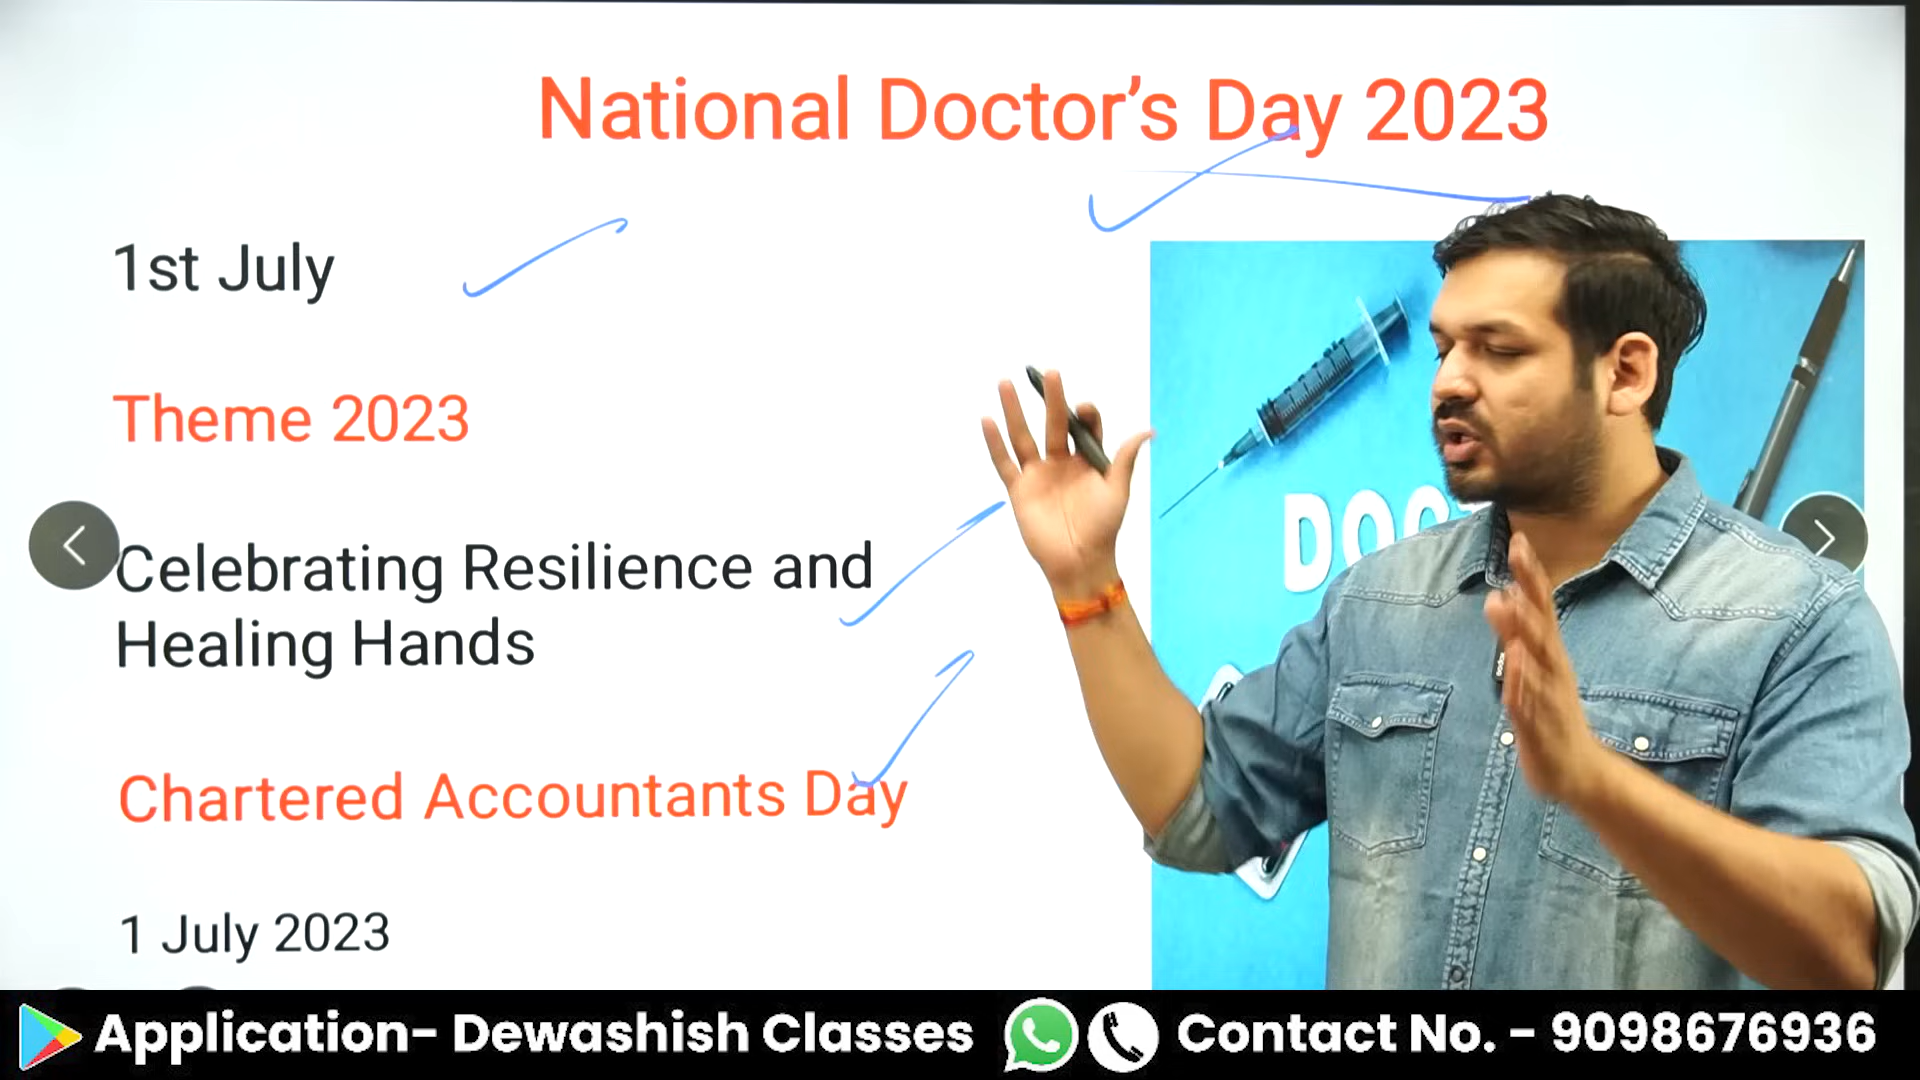 National Doctor’s Day 2023
1st July
Theme 2023
Celebrating Resilience and
Healing Hands
Chartered Accountants Day
1 July 2023
Application- Dewashish Classes
Contact No. - 9098676936